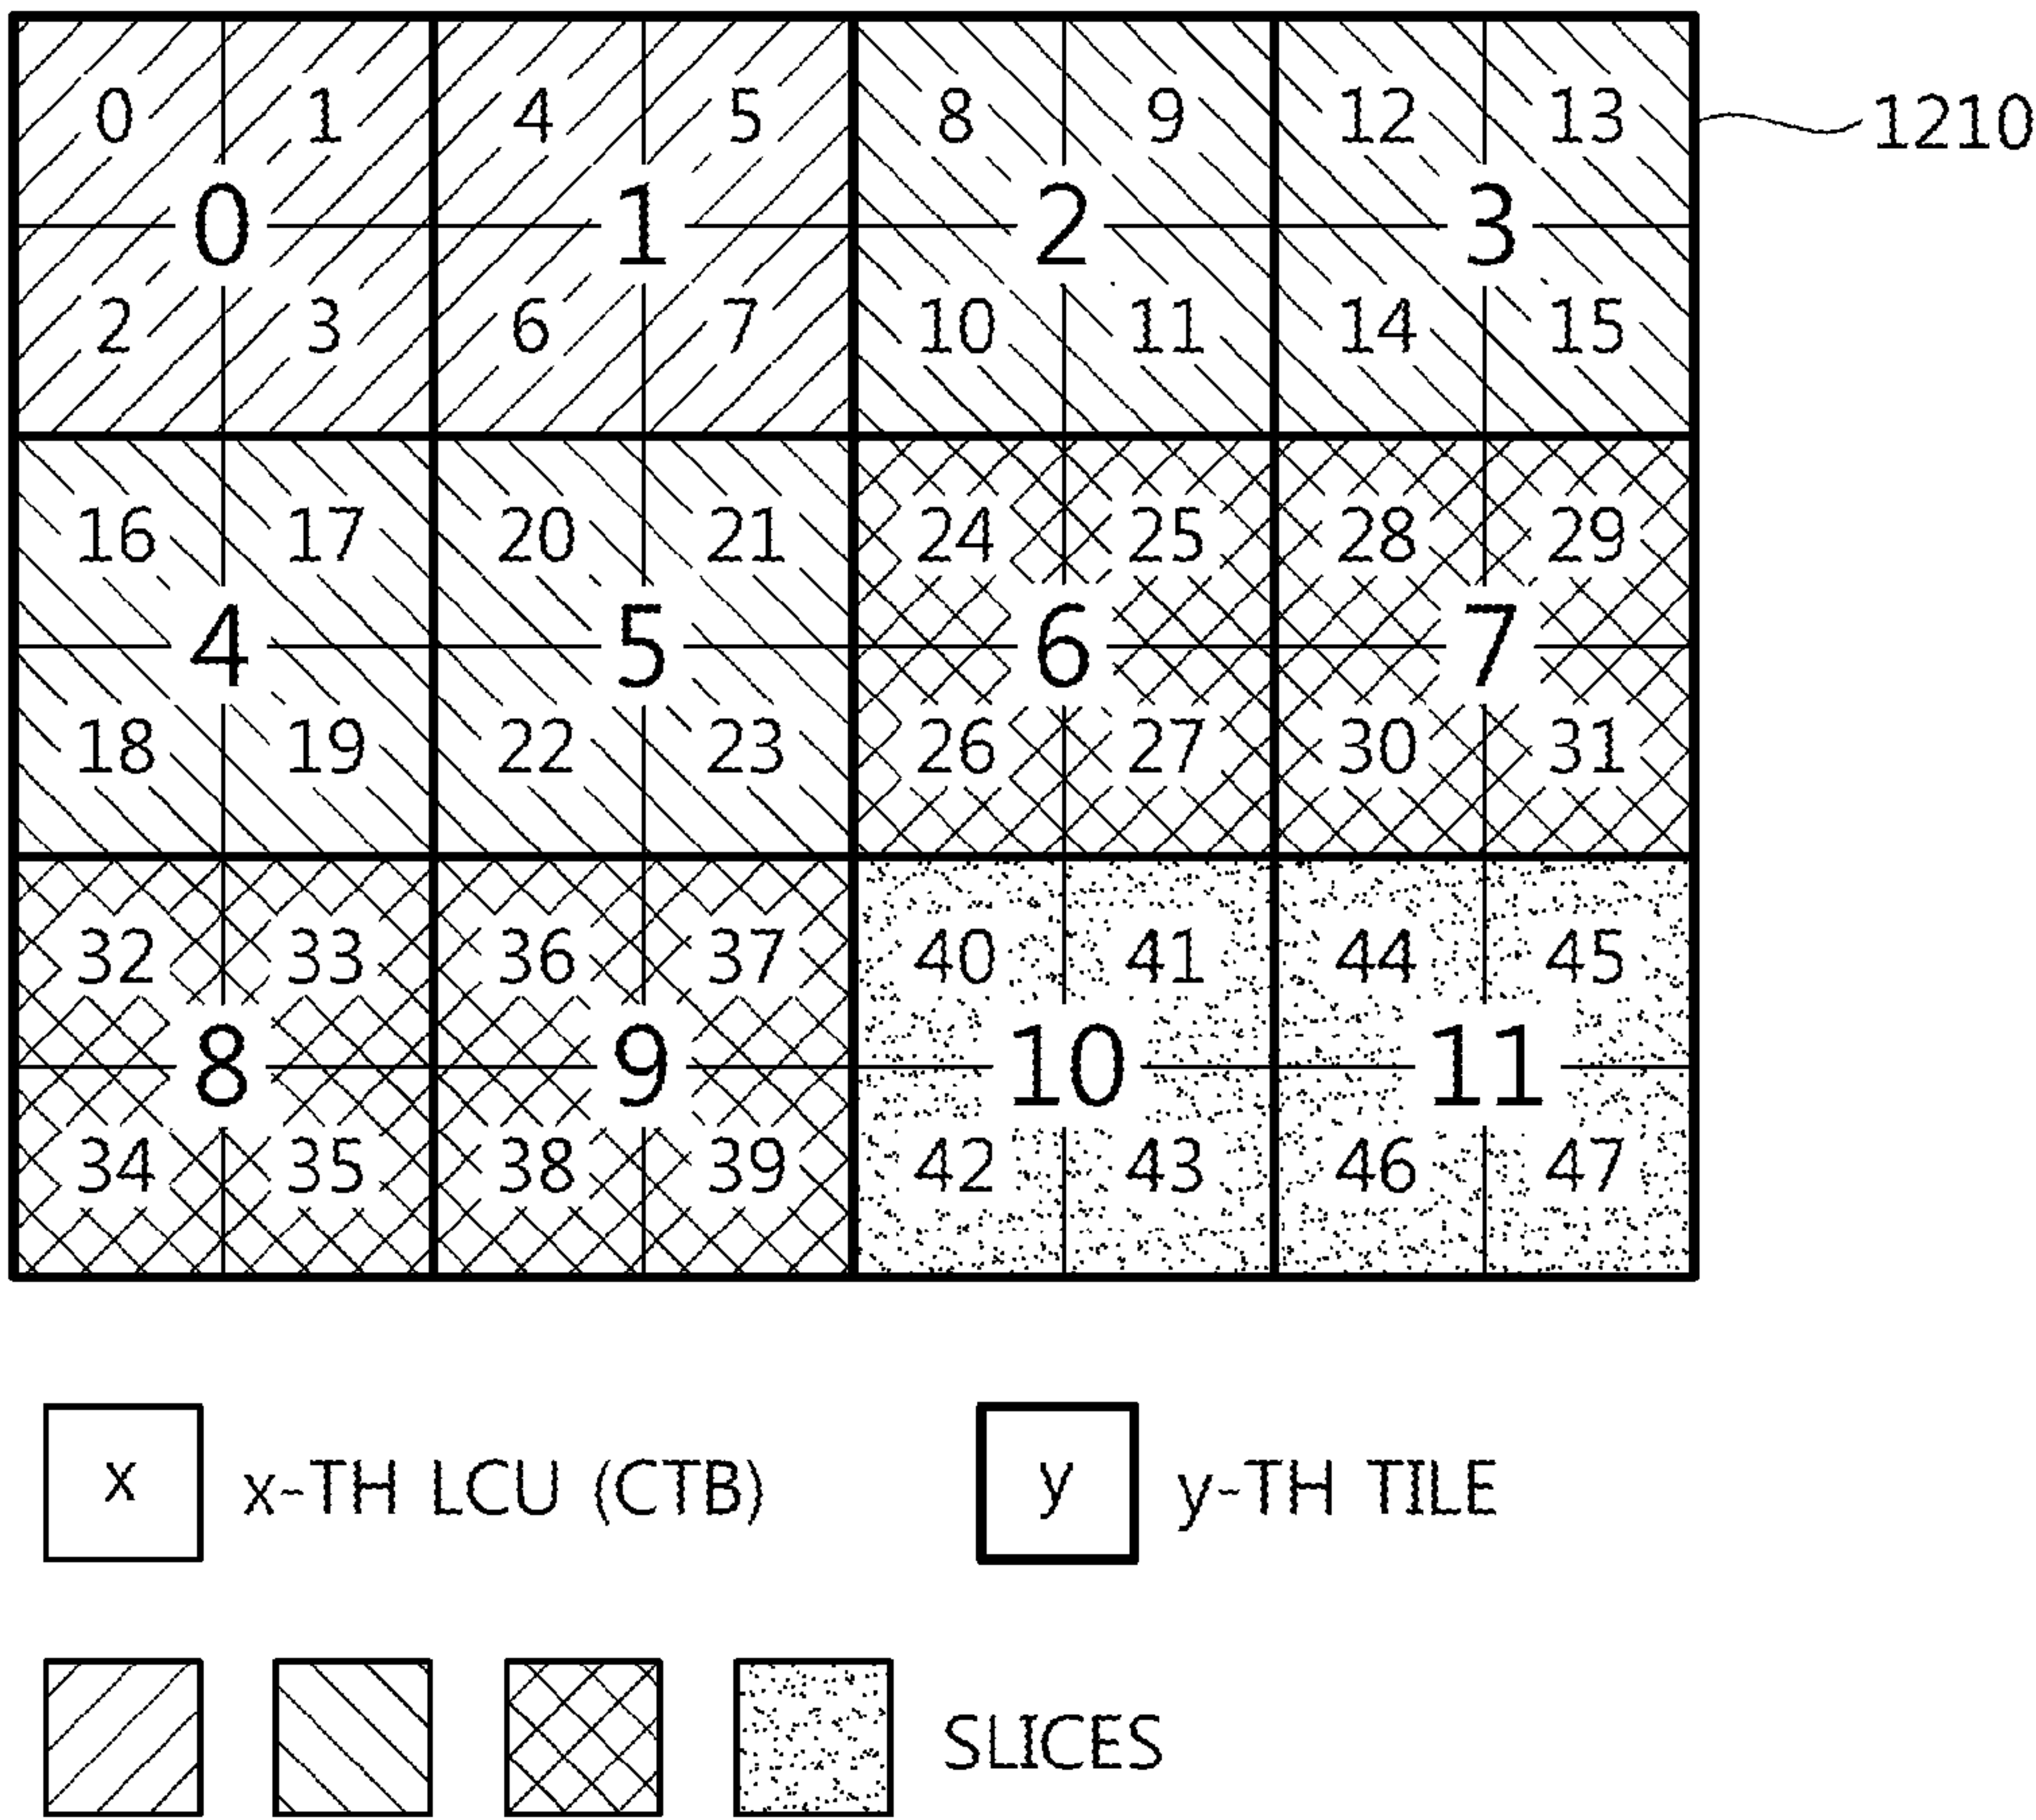 0 1 4 5 8 9 12 13 1210
0 1 2 3
2 3 6 7 10 11 14 15
16 17 20 21 24 25 28 29
4 5 6 7
18 19 22 23 26 27 30 31
32 33 36 37 40 41 44 45
8 9 10 11
34 35 38 39 42 43 46 47
x x-TH LCU (CTB) y y-TH TILE
SLICES